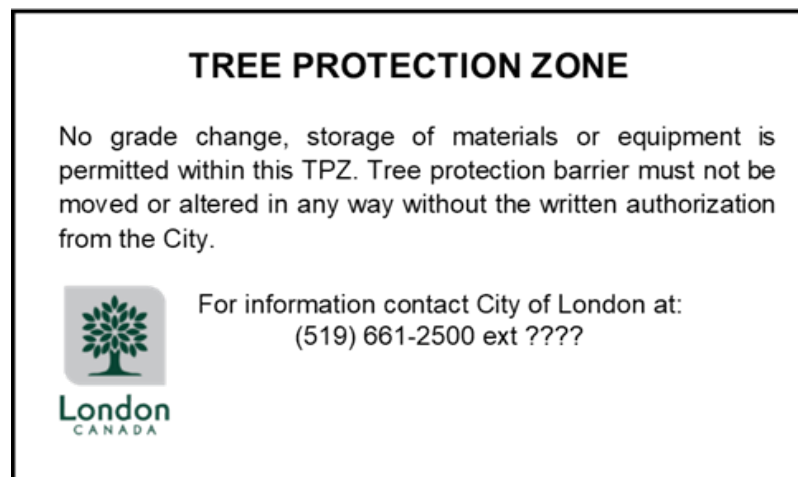 TREE PROTECTION ZONE
No grade change, storage of materials or equipment is
permitted within this TPZ. Tree protection barrier must not be
moved or altered in any way without the written authorization
from the City.
For information contact City of London at:
(519) 661-2500 ext ????
London
CANADA